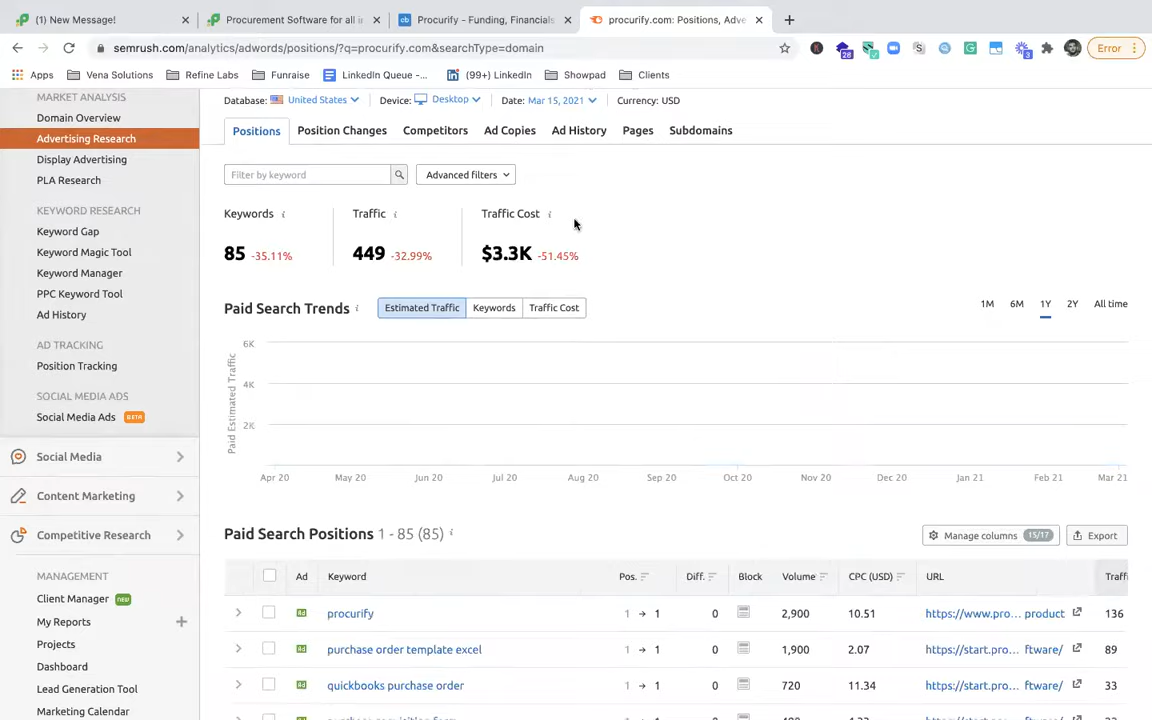 (1) New Message!
Procurement Software for all in
cb Procurify - Funding, Financials
procurify.com: Positions, Adve
semrush.com/analytics/adwords/positions/?q=procurify.com&searchType=domain
28
S
3
Error
Apps
Vena Solutions
Refine Labs
Funraise
LinkedIn Queue -...
(99+) LinkedIn
Showpad
Clients
MARKET ANALYSIS
Domain Overview
Advertising Research
Display Advertising
PLA Research
KEYWORD RESEARCH
Keyword Gap
Keyword Magic Tool
Keyword Manager
PPC Keyword Tool
Ad History
AD TRACKING
Position Tracking
SOCIAL MEDIA ADS
Social Media Ads BETA
Social Media
Content Marketing
Competitive Research
MANAGEMENT
Client Manager NEW
My Reports
Projects
Dashboard
Lead Generation Tool
Marketing Calendar
Database: United States Device: Desktop Date: Mar 15, 2021 Currency: USD
Positions Position Changes Competitors Ad Copies Ad History Pages Subdomains
Filter by keyword Advanced filters
Keywords i Traffic i Traffic Cost i
85 -35.11% 449 -32.99% $3.3K -51.45%
Paid Search Trends i Estimated Traffic Keywords Traffic Cost 1M 6M 1Y 2Y All time
Paid Estimated Traffic
6K
4K
2K
Apr 20 May 20 Jun 20 Jul 20 Aug 20 Sep 20 Oct 20 Nov 20 Dec 20 Jan 21 Feb 21 Mar 21
Paid Search Positions 1 - 85 (85) i Manage columns 15/17 Export
Ad Keyword Pos. Diff. Block Volume CPC (USD) URL Traffi
Ad procurify 1 → 1 0 2,900 10.51 https://www.pro... product 136
Ad purchase order template excel 1 → 1 0 1,900 2.07 https://start.pro... ftware/ 89
Ad quickbooks purchase order 1 → 1 0 720 11.34 https://start.pro... ftware/ 33